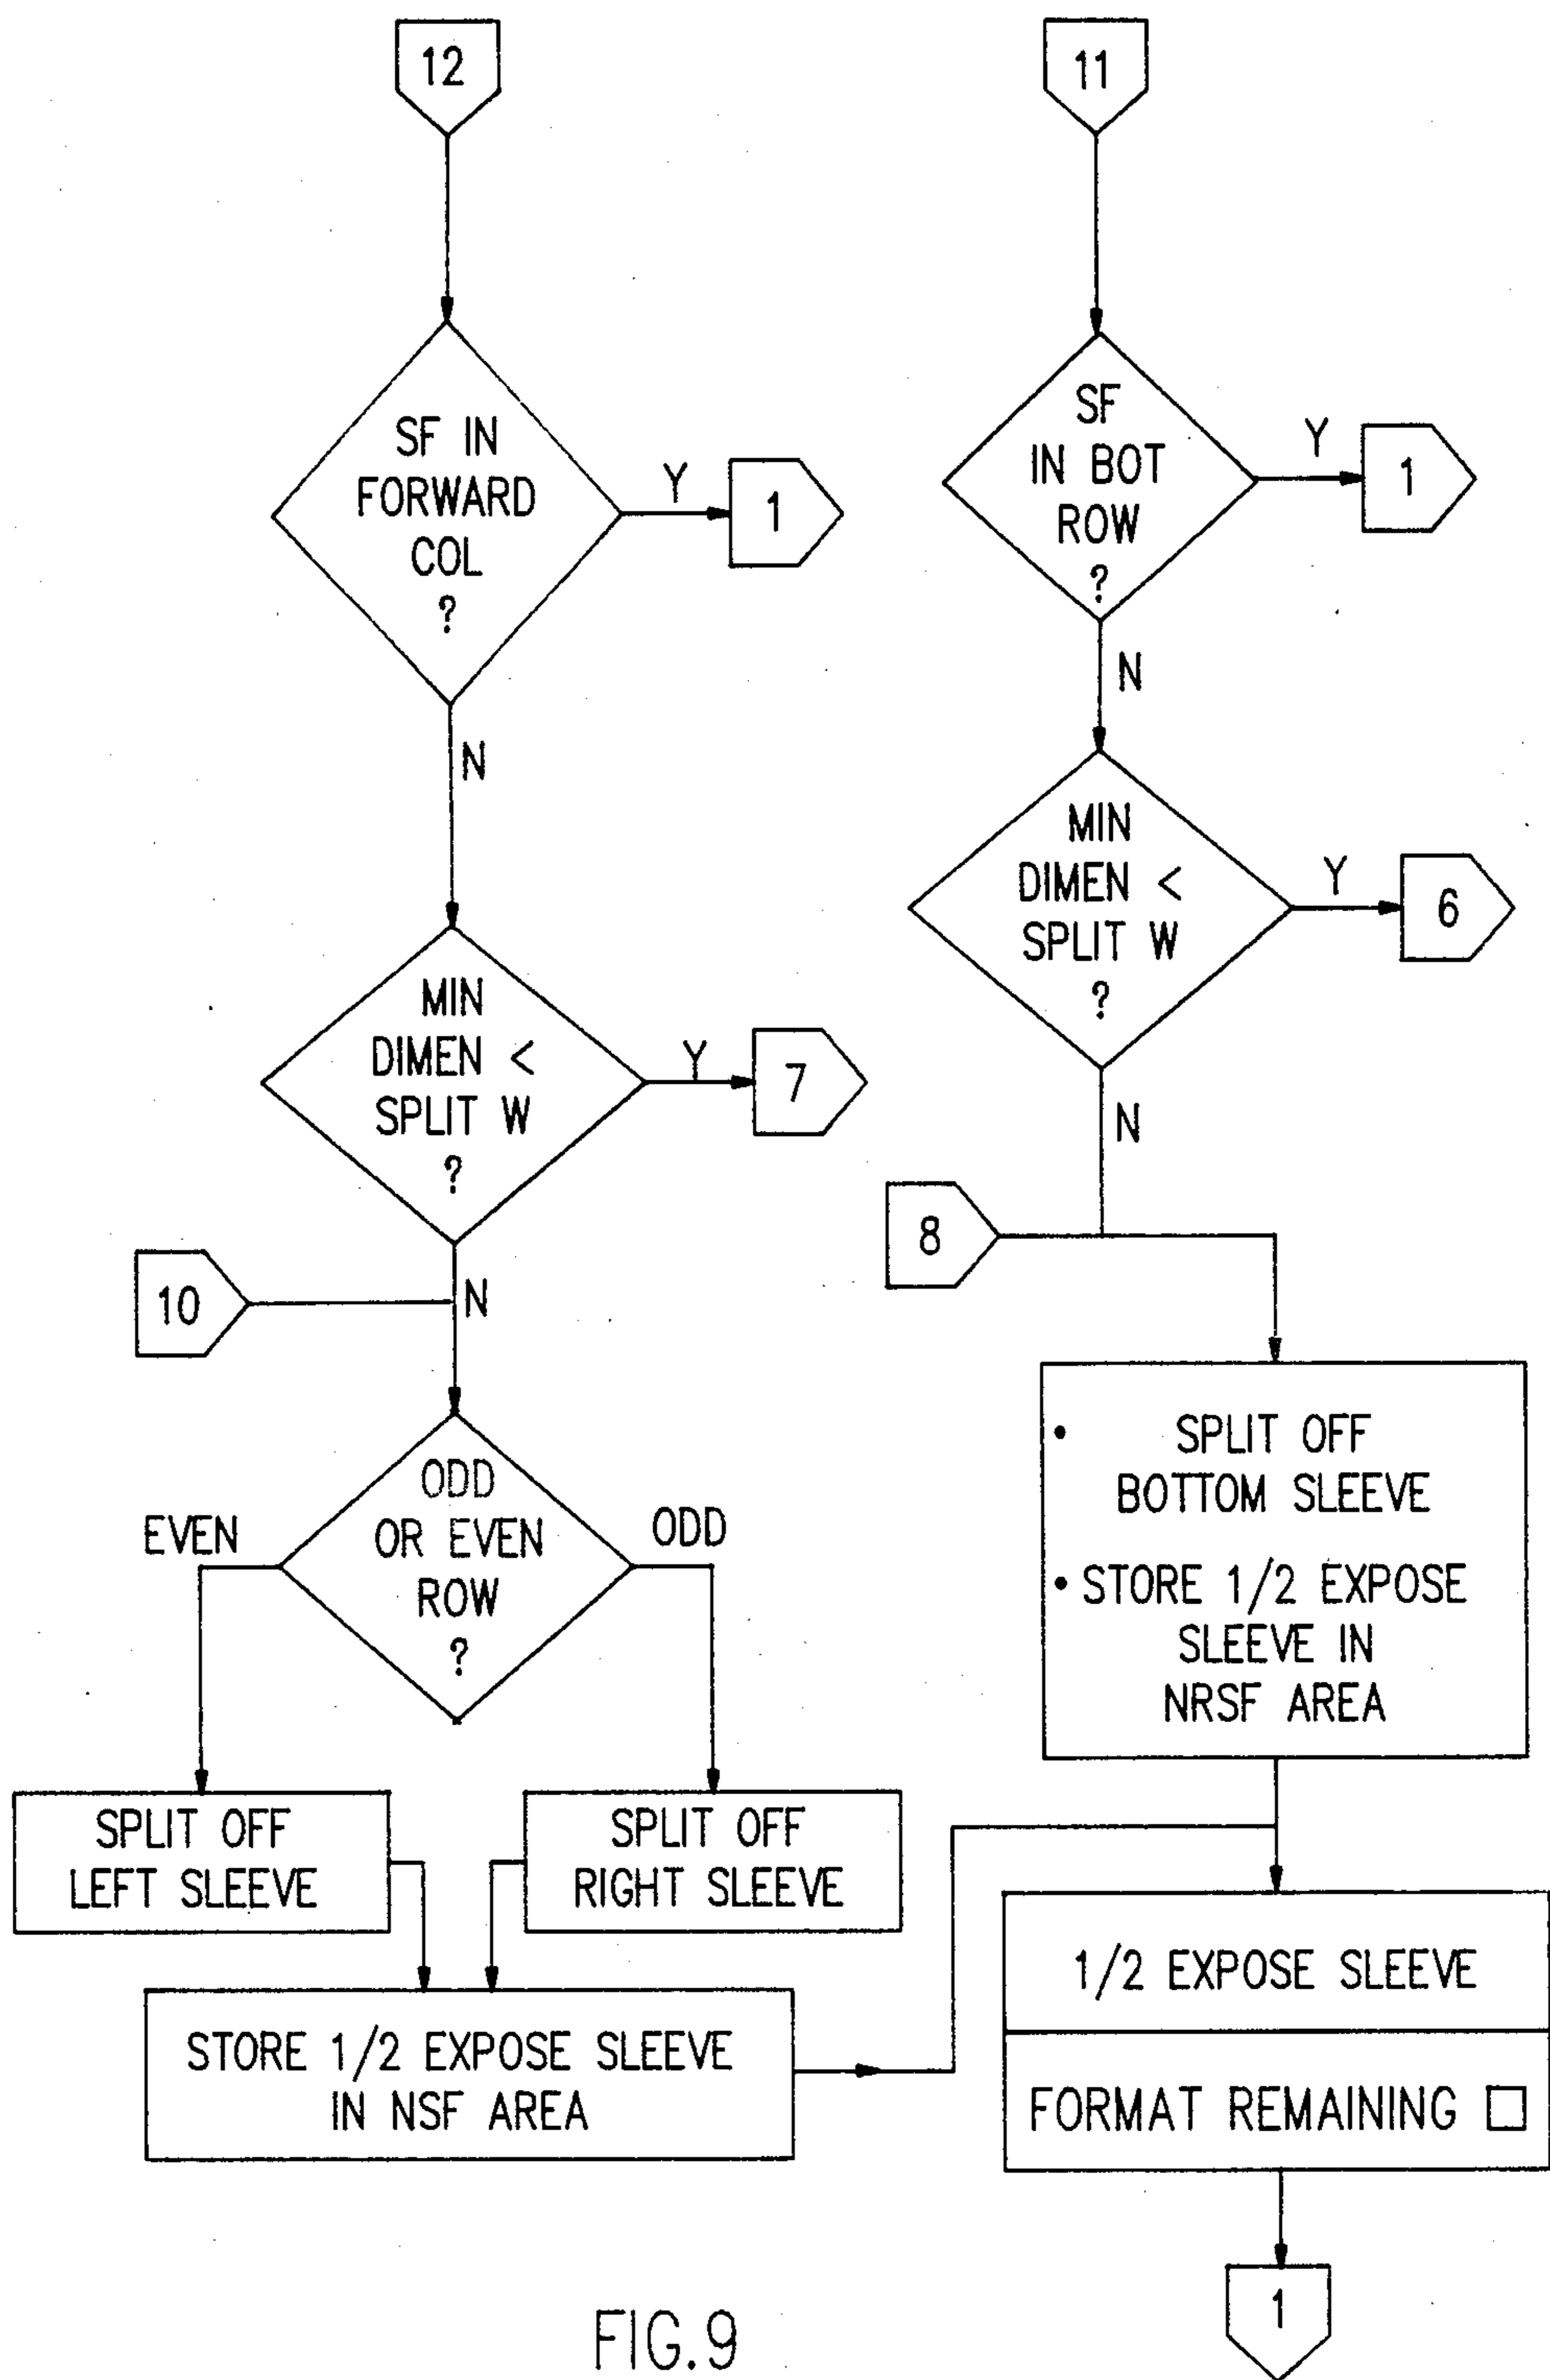 12
SF IN
FORWARD
COL
?
Y
1
N
MIN
DIMEN <
SPLIT W
?
Y
7
10
N
ODD
OR EVEN
ROW
?
EVEN
ODD
SPLIT OFF
LEFT SLEEVE
SPLIT OFF
RIGHT SLEEVE
STORE 1/2 EXPOSE SLEEVE
IN NSF AREA
11
SF
IN BOT
ROW
?
Y
1
N
MIN
DIMEN <
SPLIT W
?
Y
6
N
8
• SPLIT OFF
BOTTOM SLEEVE
• STORE 1/2 EXPOSE
SLEEVE IN
NRSF AREA
1/2 EXPOSE SLEEVE
FORMAT REMAINING □
1
FIG.9